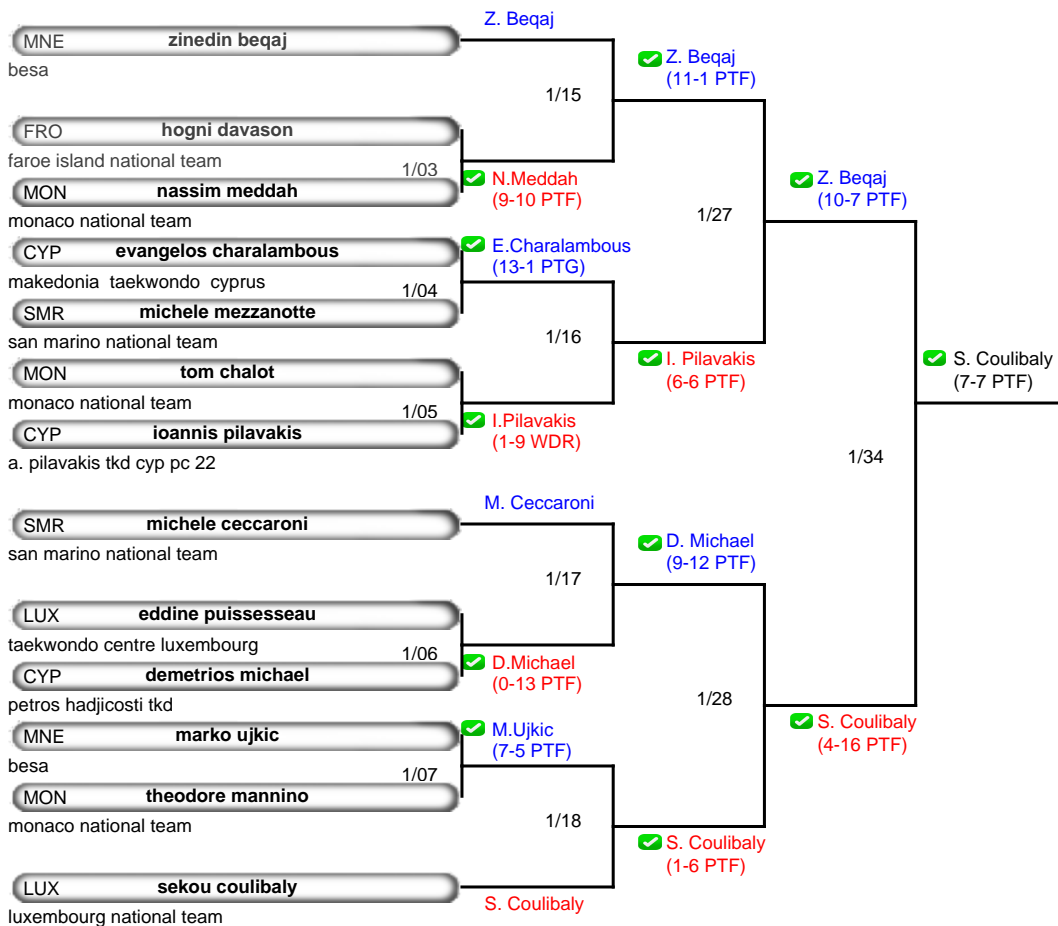 Z. Beqaj
MNE zinedin beqaj
besa
Z. Beqaj
(11-1 PTF)
1/15
FRO hogni davason
faroe island national team
1/03
MON nassim meddah
monaco national team
N.Meddah
(9-10 PTF)
Z. Beqaj
(10-7 PTF)
1/27
CYP evangelos charalambous
makedonia taekwondo cyprus
E.Charalambous
(13-1 PTG)
1/04
SMR michele mezzanotte
san marino national team
1/16
I. Pilavakis
(6-6 PTF)
MON tom chalot
monaco national team
1/05
CYP ioannis pilavakis
a. pilavakis tkd cyp pc 22
I.Pilavakis
(1-9 WDR)
S. Coulibaly
(7-7 PTF)
1/34
M. Ceccaroni
SMR michele ceccaroni
san marino national team
D. Michael
(9-12 PTF)
1/17
LUX eddine puissesseau
taekwondo centre luxembourg
1/06
CYP demetrios michael
petros hadjicosti tkd
D.Michael
(0-13 PTF)
1/28
S. Coulibaly
(4-16 PTF)
MNE marko ujkic
besa
M.Ujkic
(7-5 PTF)
1/07
MON theodore mannino
monaco national team
1/18
S. Coulibaly
(1-6 PTF)
LUX sekou coulibaly
luxembourg national team
S. Coulibaly